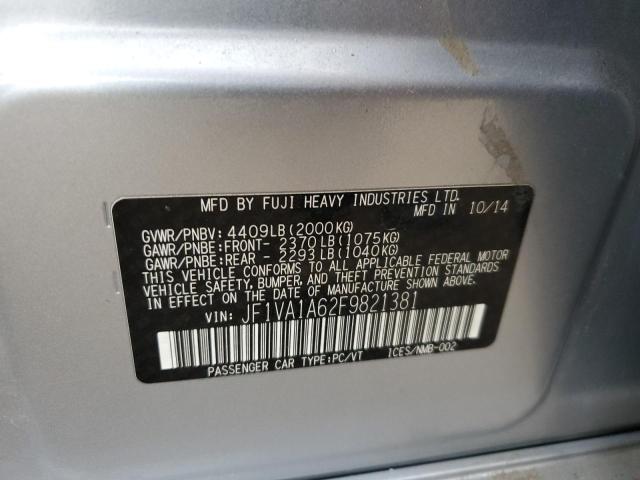 MFD BY FUJI HEAVY INDUSTRIES LTD.
MFD IN 10/14
GVWR/PNBV: 4409LB(2000KG)
GAWR/PNBE:FRONT- 2370LB(1075KG)
GAWR/PNBE:REAR - 2293LB(1040KG)
THIS VEHICLE CONFORMS TO ALL APPLICABLE FEDERAL MOTOR
VEHICLE SAFETY, BUMPER, AND THEFT PREVENTION STANDARDS
IN EFFECT ON THE DATE OF MANUFACTURE SHOWN ABOVE.
VIN: JF1VA1A62F9821381
PASSENGER CAR TYPE:PC/VT ICES/NMB-002